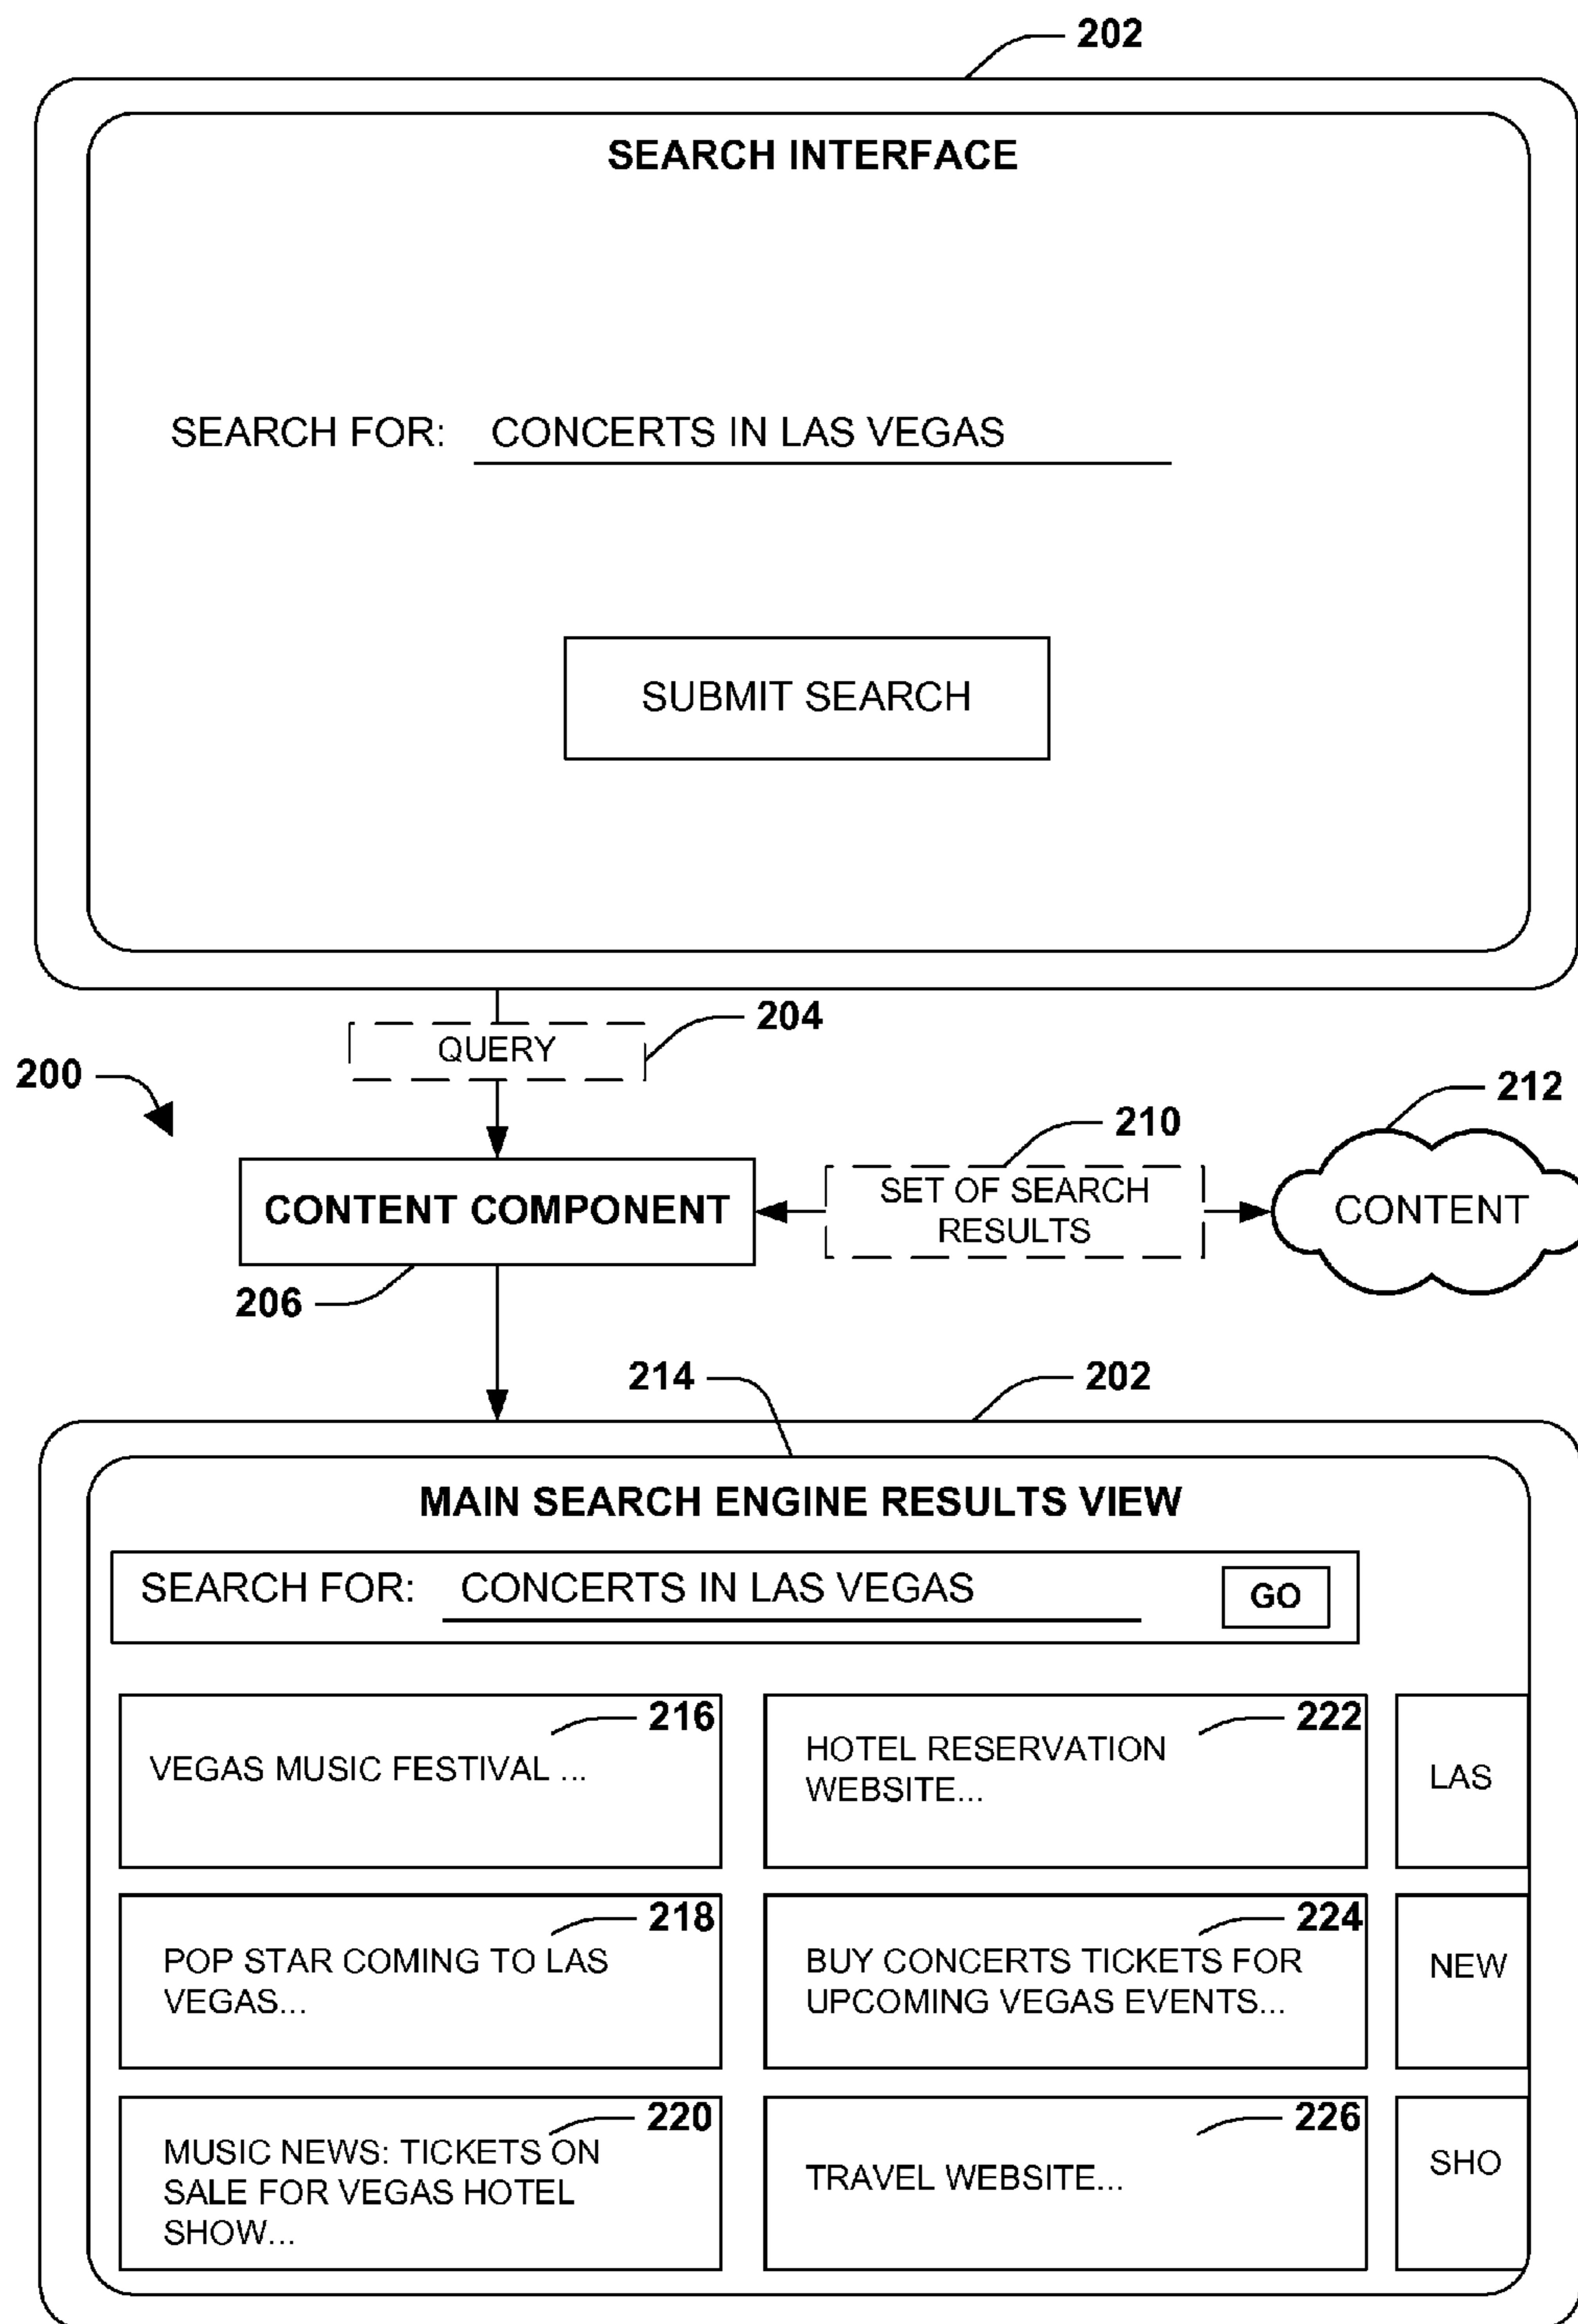 202
SEARCH INTERFACE
SEARCH FOR: CONCERTS IN LAS VEGAS
SUBMIT SEARCH
204
QUERY
200
210
212
SET OF SEARCH
RESULTS
CONTENT COMPONENT
CONTENT
206
214
202
MAIN SEARCH ENGINE RESULTS VIEW
SEARCH FOR: CONCERTS IN LAS VEGAS
GO
216
VEGAS MUSIC FESTIVAL ...
222
HOTEL RESERVATION
WEBSITE...
LAS
218
POP STAR COMING TO LAS
VEGAS...
224
BUY CONCERTS TICKETS FOR
UPCOMING VEGAS EVENTS...
NEW
220
MUSIC NEWS: TICKETS ON
SALE FOR VEGAS HOTEL
SHOW...
226
TRAVEL WEBSITE...
SHO